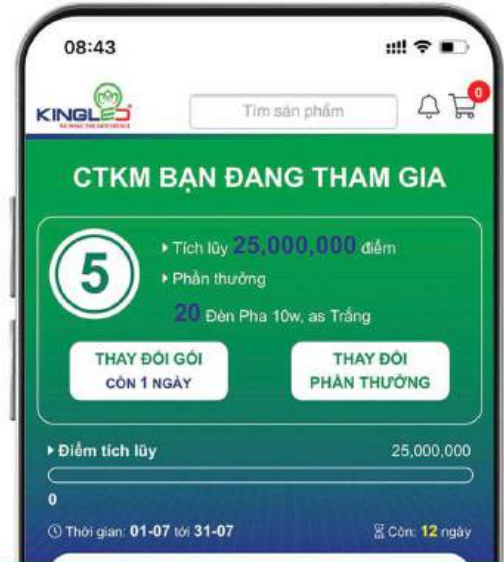 08:43
KINGLED
Tìm sản phẩm
0
CTKM BẠN ĐANG THAM GIA
5
Tích lũy 25,000,000 điểm
Phần thưởng
20 Đèn Pha 10w, as Trắng
THAY ĐỔI GÓI
CÒN 1 NGÀY
THAY ĐỔI
PHẦN THƯỞNG
Điểm tích lũy
25,000,000
0
Thời gian: 01-07 tới 31-07
Còn: 12 ngày